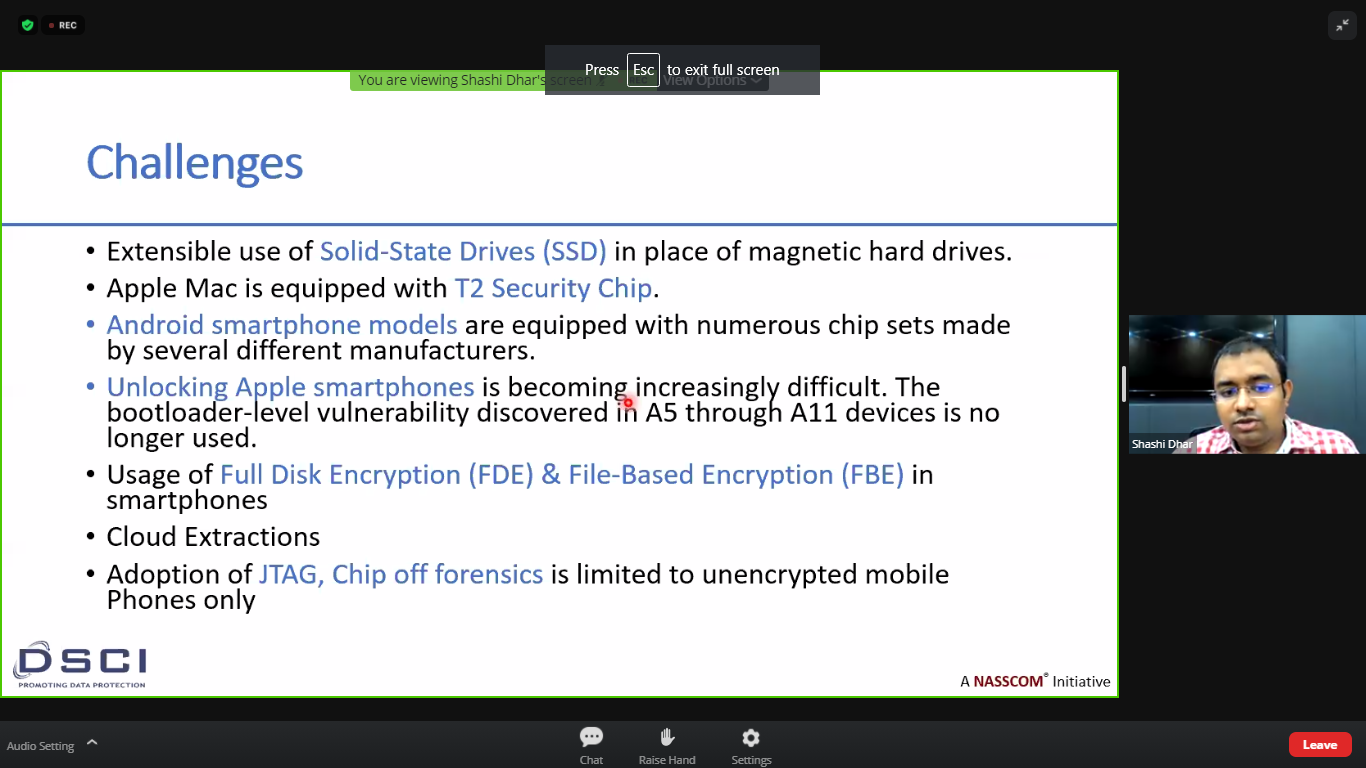 REC
Press Esc to exit full screen
You are viewing Shashi Dhar's screen
View Options
Challenges
• Extensible use of Solid-State Drives (SSD) in place of magnetic hard drives.
• Apple Mac is equipped with T2 Security Chip.
• Android smartphone models are equipped with numerous chip sets made
by several different manufacturers.
• Unlocking Apple smartphones is becoming increasingly difficult. The
bootloader-level vulnerability discovered in A5 through A11 devices is no
longer used.
• Usage of Full Disk Encryption (FDE) & File-Based Encryption (FBE) in
smartphones
• Cloud Extractions
• Adoption of JTAG, Chip off forensics is limited to unencrypted mobile
Phones only
Shashi Dhar
DSCI
PROMOTING DATA PROTECTION
A NASSCOM® Initiative
Audio Setting
Chat
Raise Hand
Settings
Leave